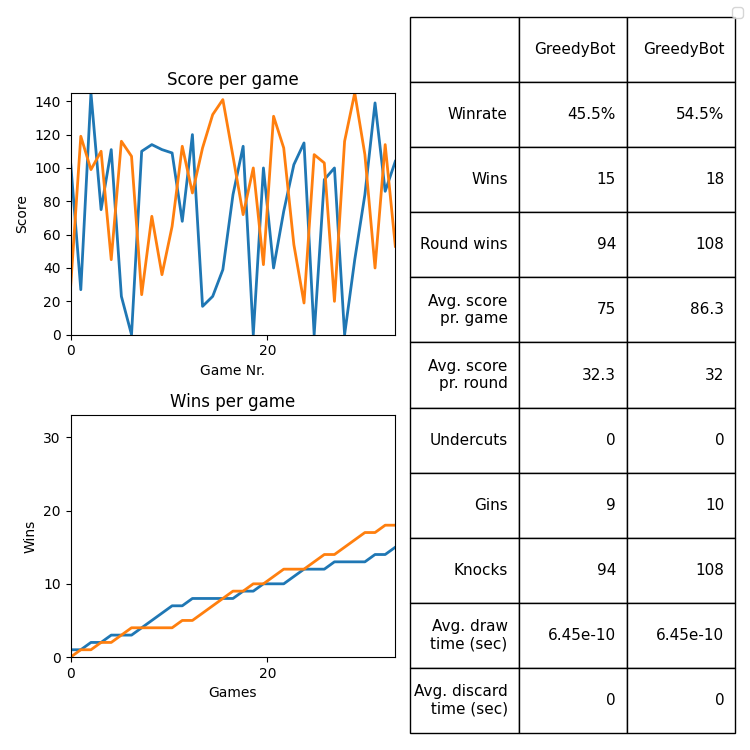 Score per game
140
120
100
80
60
40
20
0
0 20
Score
Game Nr.
Wins per game
30
20
10
0
0 20
Wins
Games
GreedyBot GreedyBot
Winrate 45.5% 54.5%
Wins 15 18
Round wins 94 108
Avg. score
pr. game 75 86.3
Avg. score
pr. round 32.3 32
Undercuts 0 0
Gins 9 10
Knocks 94 108
Avg. draw
time (sec) 6.45e-10 6.45e-10
Avg. discard
time (sec) 0 0